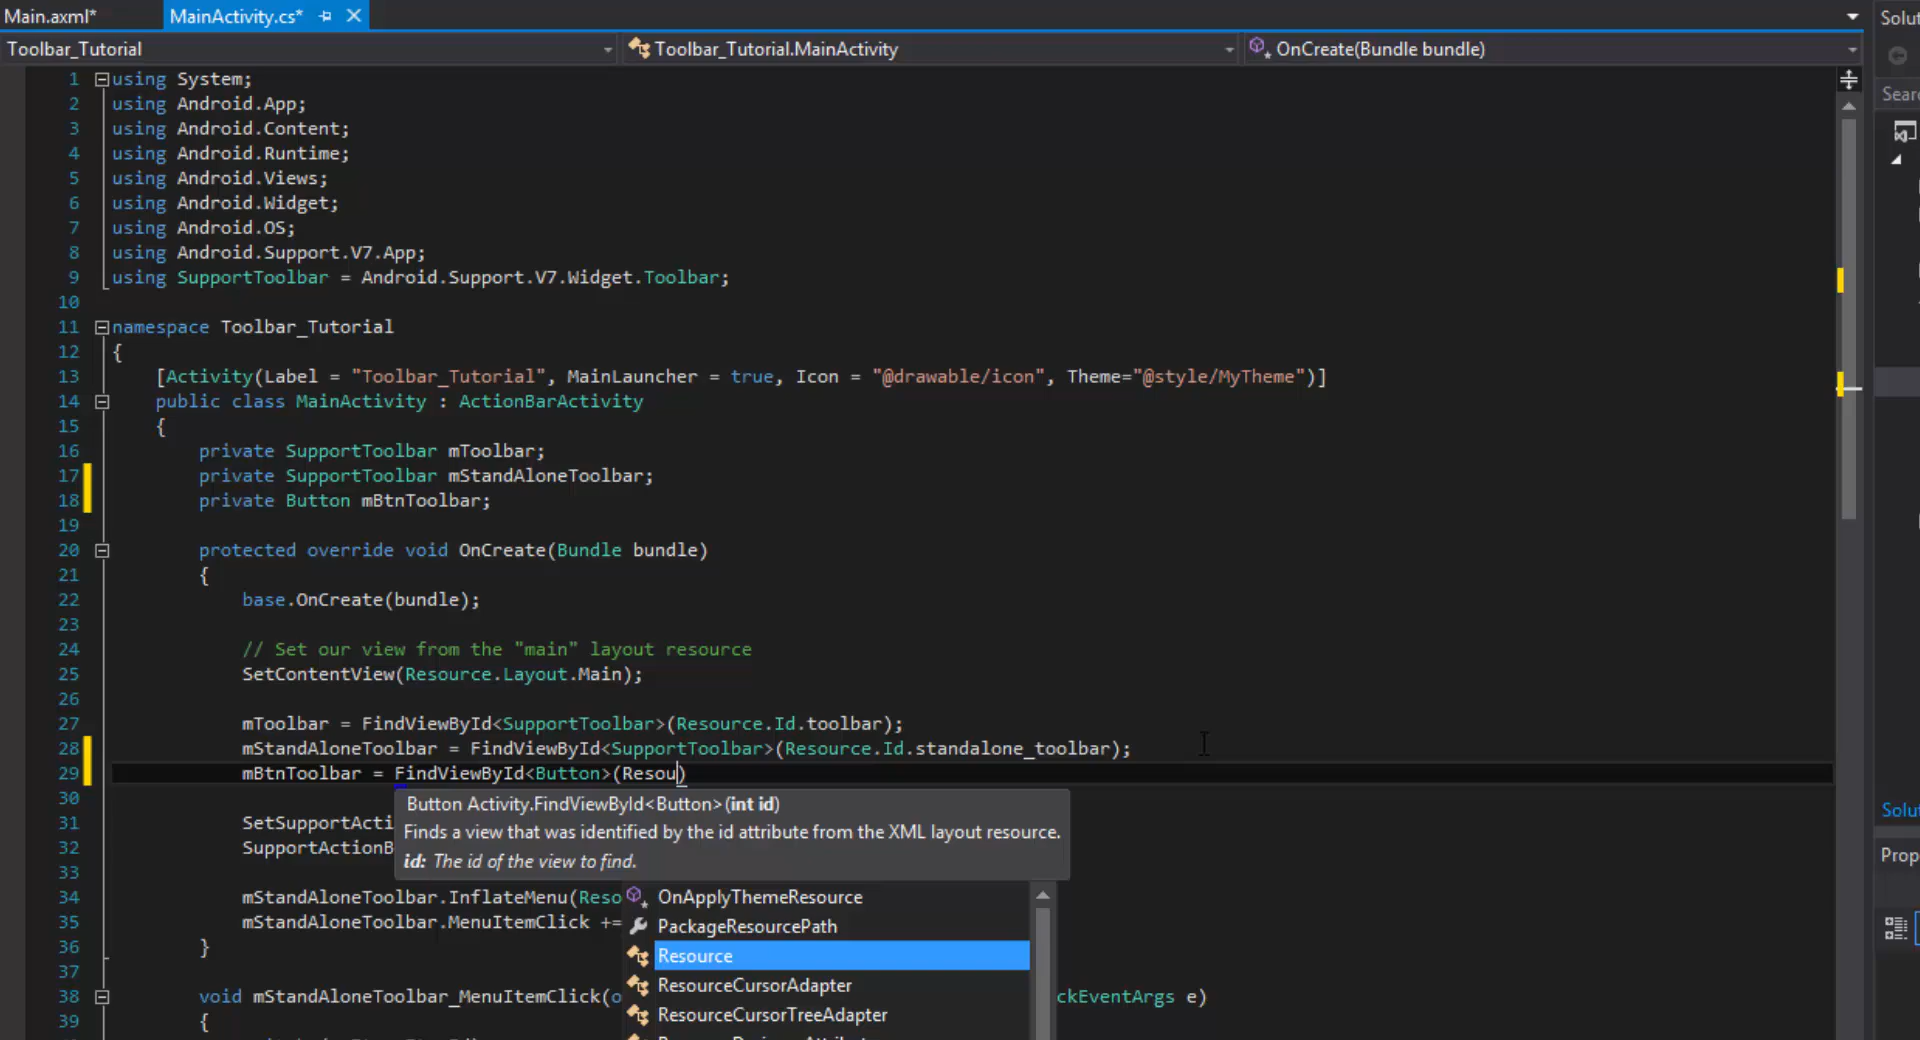 Main.axml*
MainActivity.cs*
Solut
Toolbar_Tutorial
Toolbar_Tutorial.MainActivity
OnCreate(Bundle bundle)
Sear
1 using System;
2 using Android.App;
3 using Android.Content;
4 using Android.Runtime;
5 using Android.Views;
6 using Android.Widget;
7 using Android.OS;
8 using Android.Support.V7.App;
9 using SupportToolbar = Android.Support.V7.Widget.Toolbar;
10
11 namespace Toolbar_Tutorial
12 {
13 [Activity(Label = "Toolbar_Tutorial", MainLauncher = true, Icon = "@drawable/icon", Theme="@style/MyTheme")]
14 public class MainActivity : ActionBarActivity
15 {
16 private SupportToolbar mToolbar;
17 private SupportToolbar mStandAloneToolbar;
18 private Button mBtnToolbar;
19
20 protected override void OnCreate(Bundle bundle)
21 {
22 base.OnCreate(bundle);
23
24 // Set our view from the "main" layout resource
25 SetContentView(Resource.Layout.Main);
26
27 mToolbar = FindViewById<SupportToolbar>(Resource.Id.toolbar);
28 mStandAloneToolbar = FindViewById<SupportToolbar>(Resource.Id.standalone_toolbar);
29 mBtnToolbar = FindViewById<Button>(Resou)
30
Button Activity.FindViewById<Button>(int id)
Finds a view that was identified by the id attribute from the XML layout resource.
id: The id of the view to find.
31 SetSupportActi
32 SupportActionB
33
34 mStandAloneToolbar.InflateMenu(Reso
35 mStandAloneToolbar.MenuItemClick +=
36 }
37
38 void mStandAloneToolbar_MenuItemClick(o ckEventArgs e)
39 {
OnApplyThemeResource
PackageResourcePath
Resource
ResourceCursorAdapter
ResourceCursorTreeAdapter
Solut
Prop